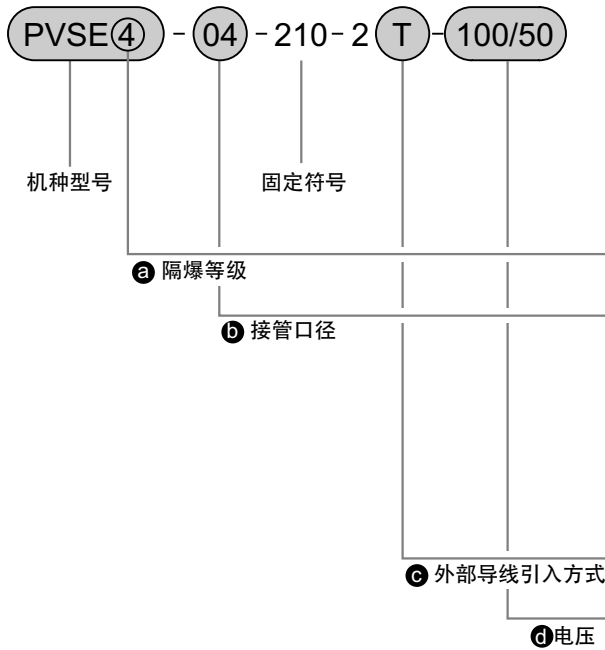 PVSE④-04-210-2T-100/50
机种型号
固定符号
a 隔爆等级
b 接管口径
c 外部导线引入方式
d 电压